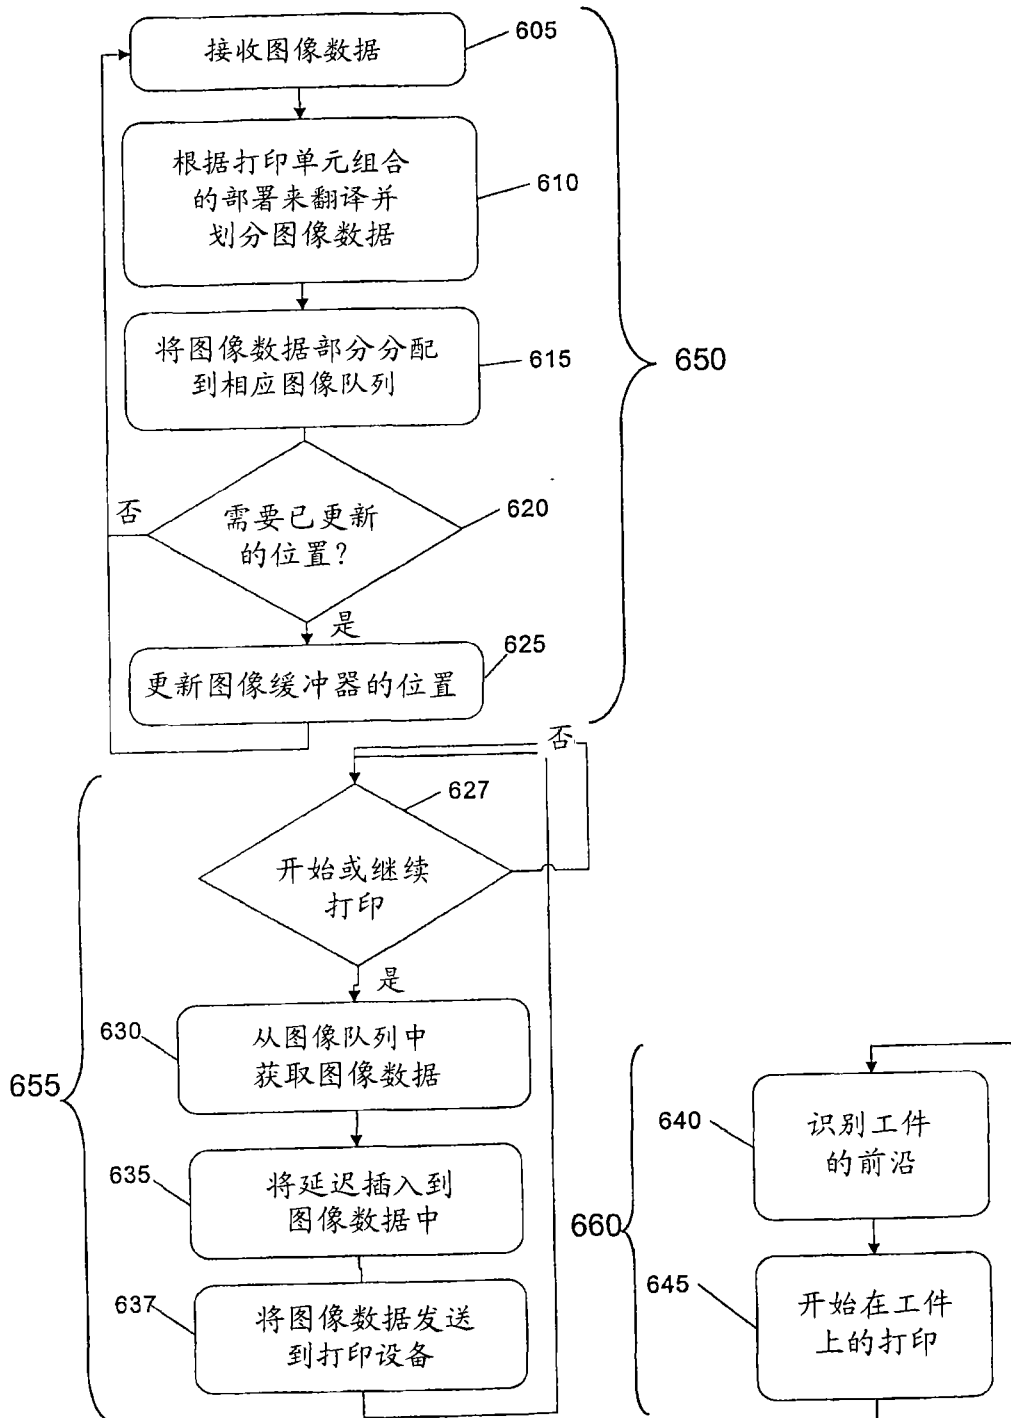 接收图像数据
605
根据打印单元组合
的部署来翻译并
划分图像数据
610
将图像数据部分分配
到相应图像队列
615
650
需要已更新
的位置?
620
否
是
更新图像缓冲器的位置
625
否
627
开始或继续
打印
是
630
从图像队列中
获取图像数据
655
635
将延迟插入到
图像数据中
637
将图像数据发送
到打印设备
660
640
识别工件
的前沿
645
开始在工件
上的打印